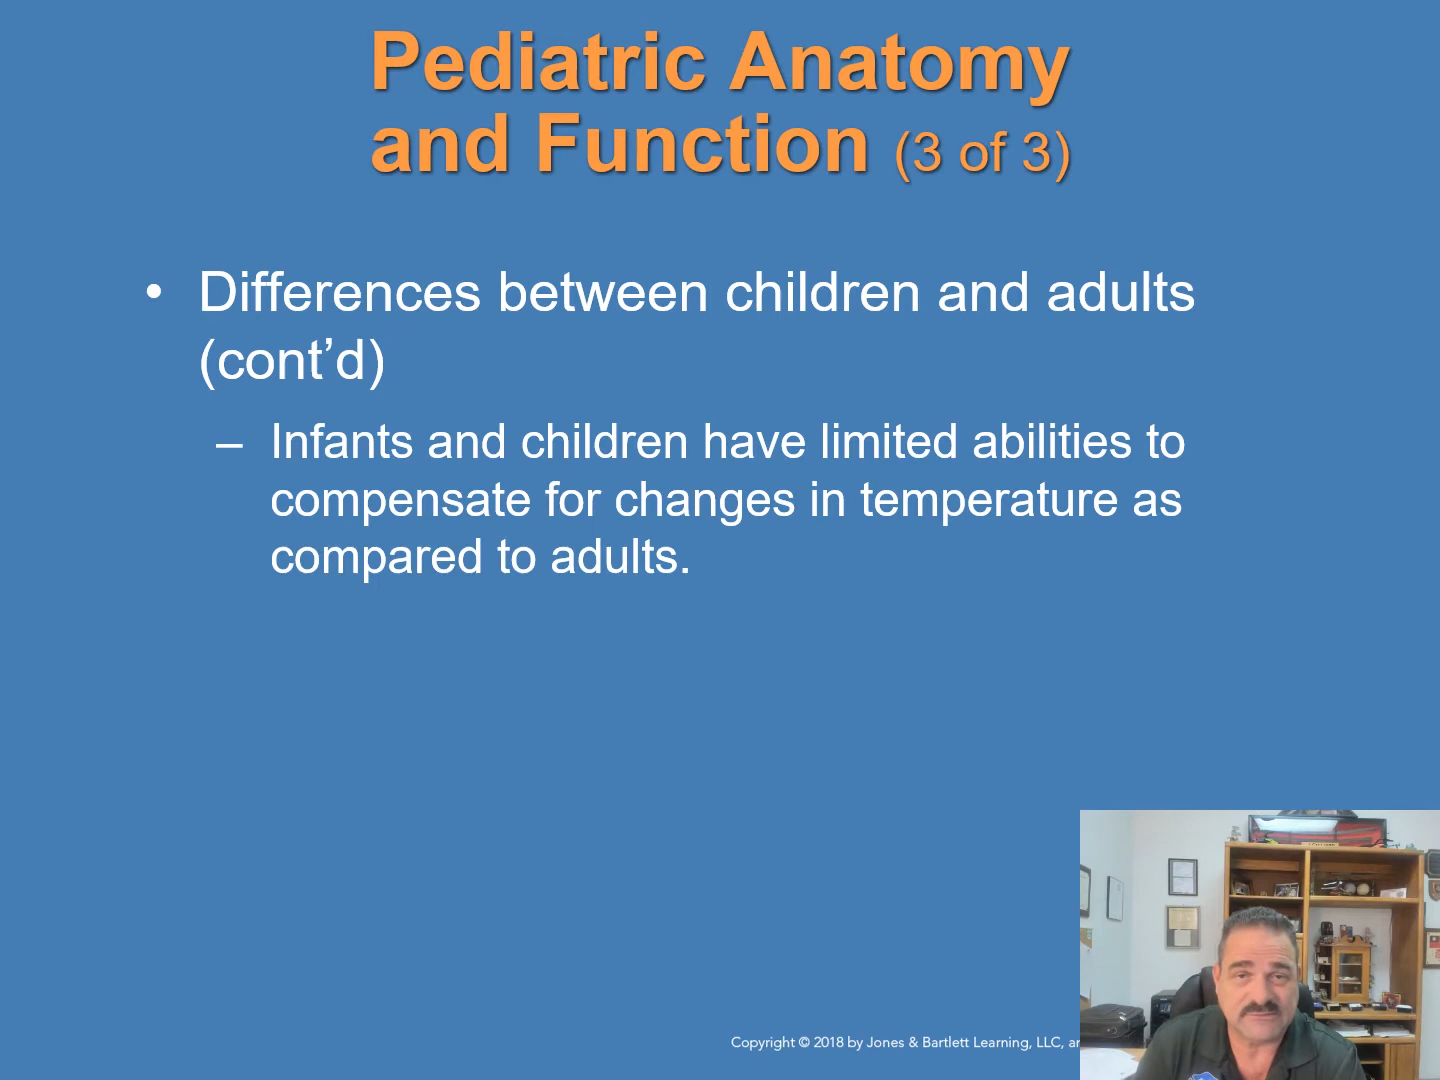 Pediatric Anatomy
and Function (3 of 3)
• Differences between children and adults
(cont’d)
– Infants and children have limited abilities to
compensate for changes in temperature as
compared to adults.
Copyright © 2018 by Jones & Bartlett Learning, LLC,